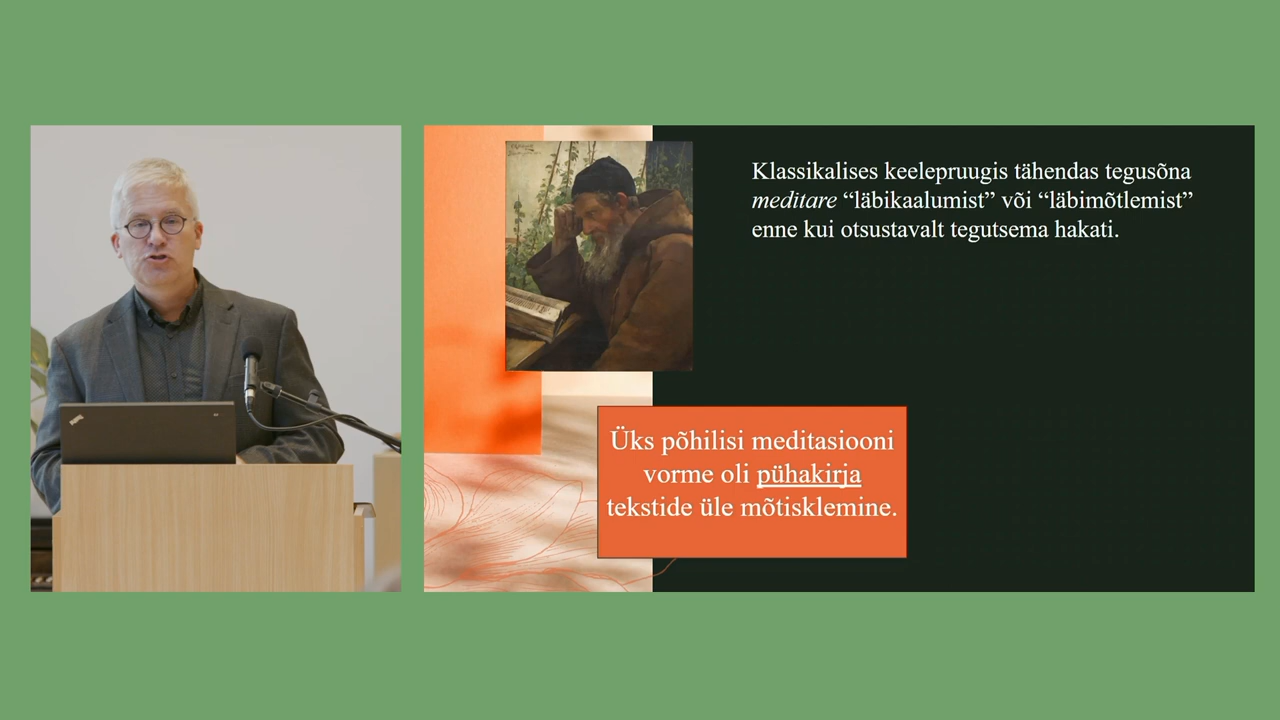 Klassikalises keelepruugis tähendas tegusõna
meditare “läbikaalumist” või “läbimõtlemist”
enne kui otsustavalt tegutsema hakati.
Üks põhilisi meditasiooni
vorme oli pühakirja
tekstide üle mõtisklemine.